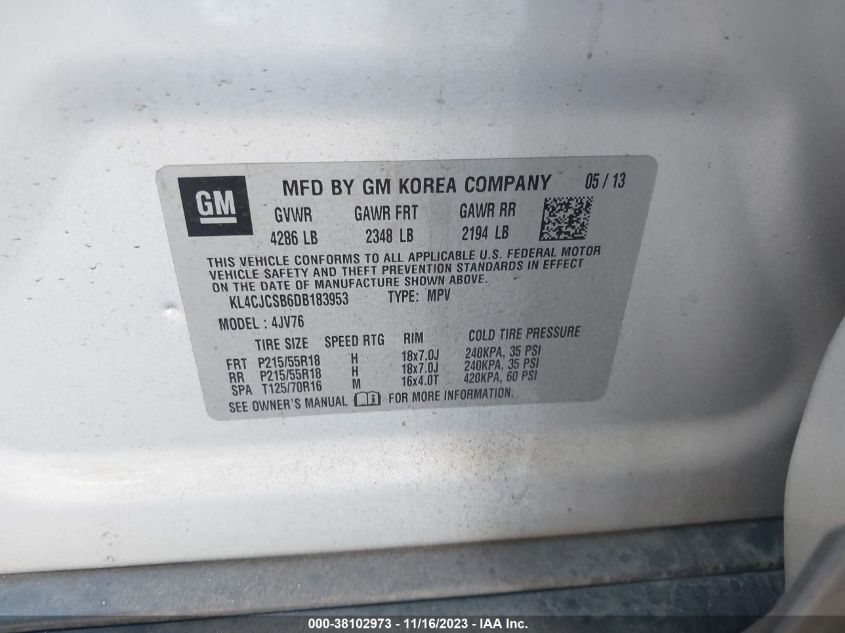 GM MFD BY GM KOREA COMPANY 05 / 13
GVWR GAWR FRT GAWR RR
4286 LB 2348 LB 2194 LB
THIS VEHICLE CONFORMS TO ALL APPLICABLE U.S. FEDERAL MOTOR
VEHICLE SAFETY AND THEFT PREVENTION STANDARDS IN EFFECT
ON THE DATE OF MANUFACTURE SHOWN ABOVE.
KL4CJCSB6DB183953 TYPE: MPV
MODEL : 4JV76
TIRE SIZE SPEED RTG RIM COLD TIRE PRESSURE
FRT P215/55R18 H 18x7.0J 240KPA, 35 PSI
RR P215/55R18 H 18x7.0J 240KPA, 35 PSI
SPA T125/70R16 M 16x4.0T 420KPA, 60 PSI
SEE OWNER'S MANUAL FOR MORE INFORMATION.
000-38102973 - 11/16/2023 - IAA Inc.